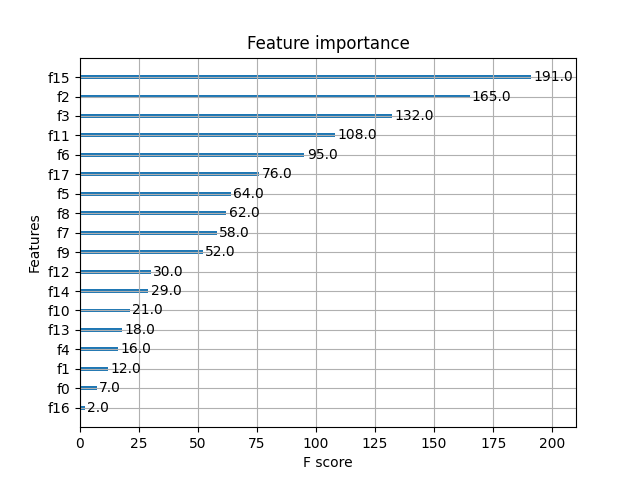 Feature importance
f15 191.0
f2 165.0
f3 132.0
f11 108.0
f6 95.0
f17 76.0
f5 64.0
f8 62.0
f7 58.0
f9 52.0
f12 30.0
f14 29.0
f10 21.0
f13 18.0
f4 16.0
f1 12.0
f0 7.0
f16 2.0
Features
0 25 50 75 100 125 150 175 200
F score